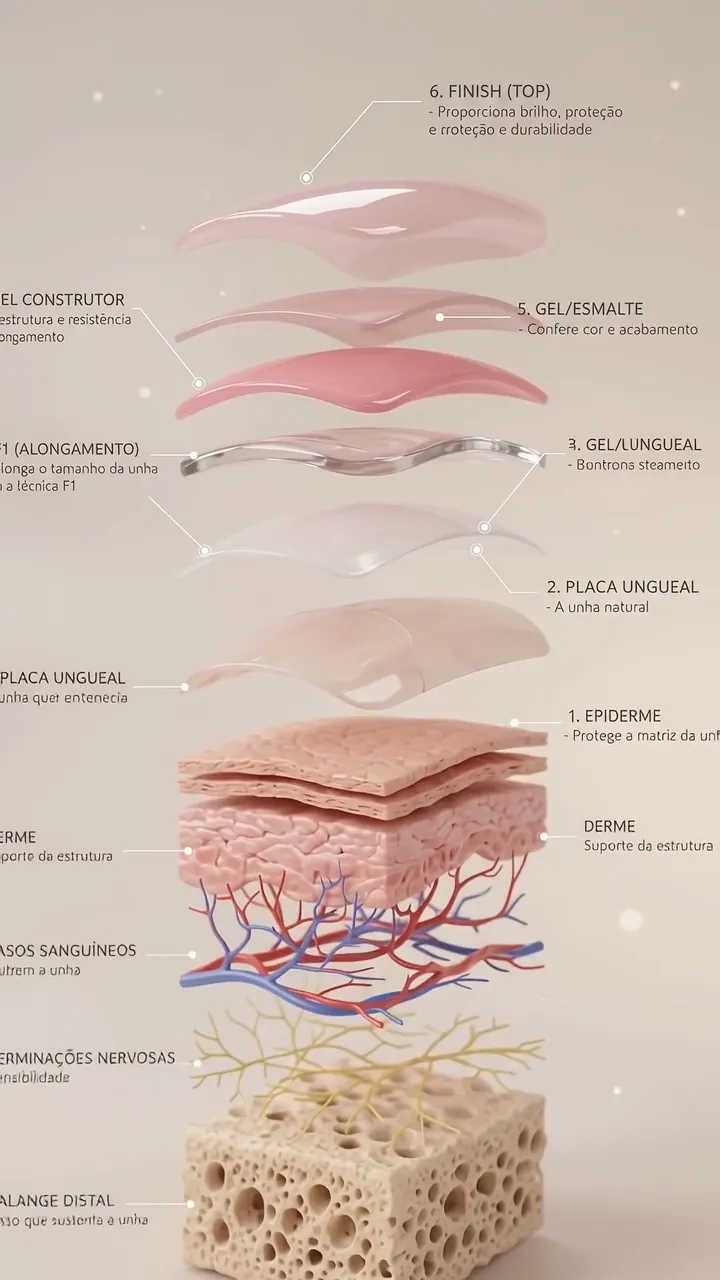 6. FINISH (TOP)
- Proporciona brilho, proteção
e rroteção e durabilidade
EL CONSTRUTOR
estrutura e resistência
ongamento
5. GEL/ESMALTE
- Confere cor e acabamento
F1 (ALONGAMENTO)
longa o tamanho da unha
a técnica F1
3. GEL/LUNGUEAL
- Bontrons steamerto
2. PLACA UNGUEAL
- A unha natural
PLACA UNGUEAL
unha quer entenecia
1. EPIDERME
- Protege a matriz da
ERME
porte da estrutura
DERME
Suporte da estrutura
ASOS SANGUÍNEOS
utrem a unha
ERMINAÇÕES NERVOSAS
ensibilidade
ALANGE DISTAL
sso que sustenta a unha